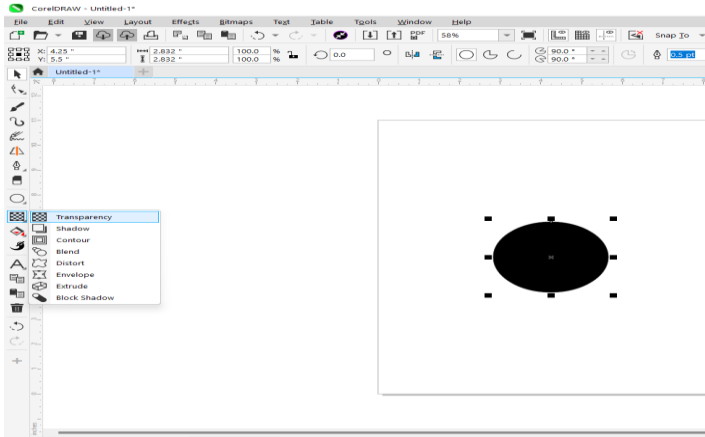 CorelDRAW - Untitled-1*
File Edit View Layout Effects Bitmaps Text Table Tools Window Help
PDF 58% Snap To
X: 4.25 " 2.832 " 100.0 % 0.0 90.0 ° 0.5 pt
Y: 5.5 " 2.832 " 100.0 % 90.0 °
Untitled-1*
Transparency
Shadow
Contour
Blend
Distort
Envelope
Extrude
Block Shadow
inches